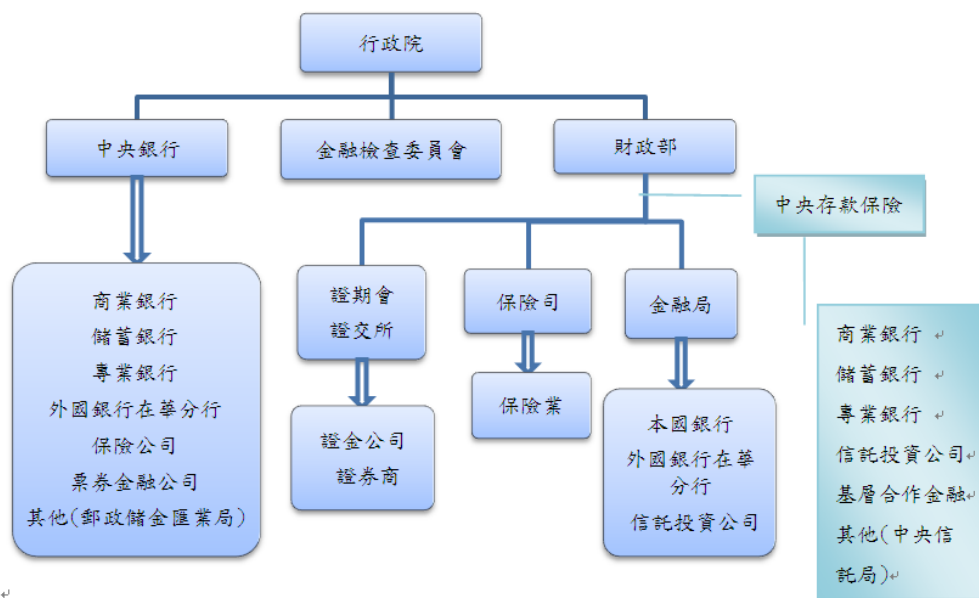 行政院
中央銀行
金融檢查委員會
財政部
中央存款保險
商業銀行
儲蓄銀行
專業銀行
外國銀行在華分行
保險公司
票券金融公司
其他(郵政儲金匯業局)
證期會
證交所
保險司
金融局
證金公司
證券商
保險業
本國銀行
外國銀行在華
分行
信託投資公司
商業銀行
儲蓄銀行
專業銀行
信託投資公司
基層合作金融
其他(中央信
託局)